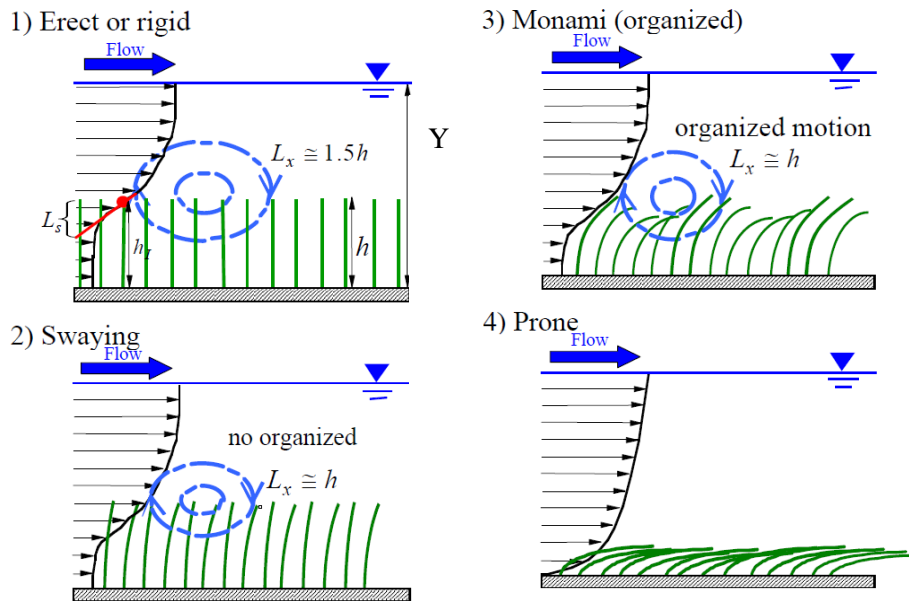 1) Erect or rigid
Flow
Y
L_x ≅ 1.5h
L_s
h_I
h
2) Swaying
Flow
no organized
L_x ≅ h
3) Monami (organized)
Flow
organized motion
L_x ≅ h
4) Prone
Flow